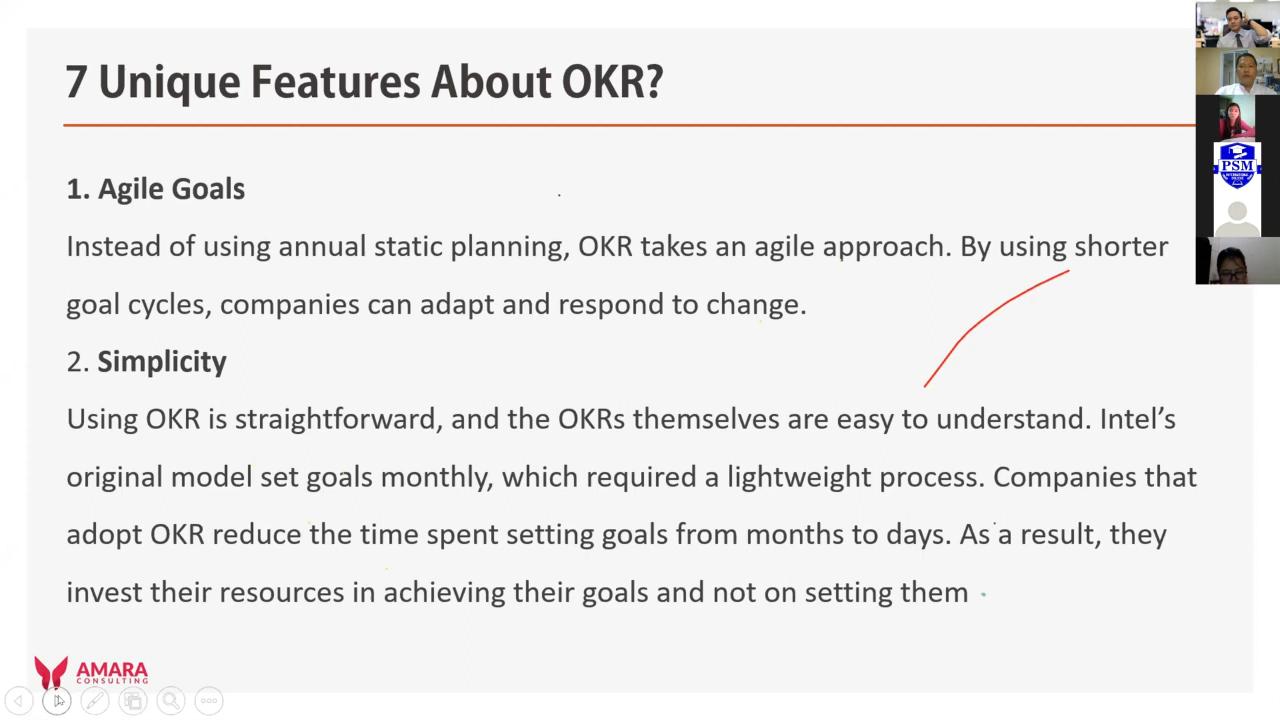 7 Unique Features About OKR?
1. Agile Goals
Instead of using annual static planning, OKR takes an agile approach. By using shorter
goal cycles, companies can adapt and respond to change.
2. Simplicity
Using OKR is straightforward, and the OKRs themselves are easy to understand. Intel's
original model set goals monthly, which required a lightweight process. Companies that
adopt OKR reduce the time spent setting goals from months to days. As a result, they
invest their resources in achieving their goals and not on setting them
AMARA
CONSULTING
PSM
INTERNATIONAL
COLLEGE